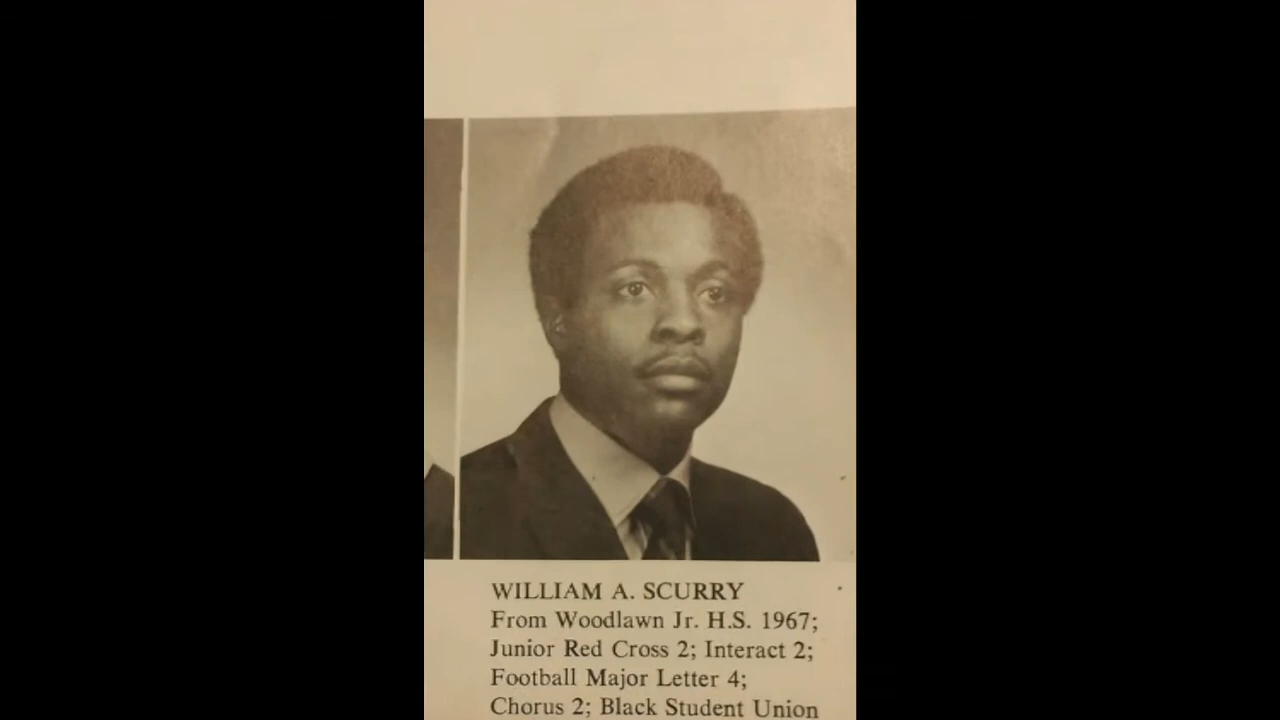 WILLIAM A. SCURRY
From Woodlawn Jr. H.S. 1967;
Junior Red Cross 2; Interact 2;
Football Major Letter 4;
Chorus 2; Black Student Union